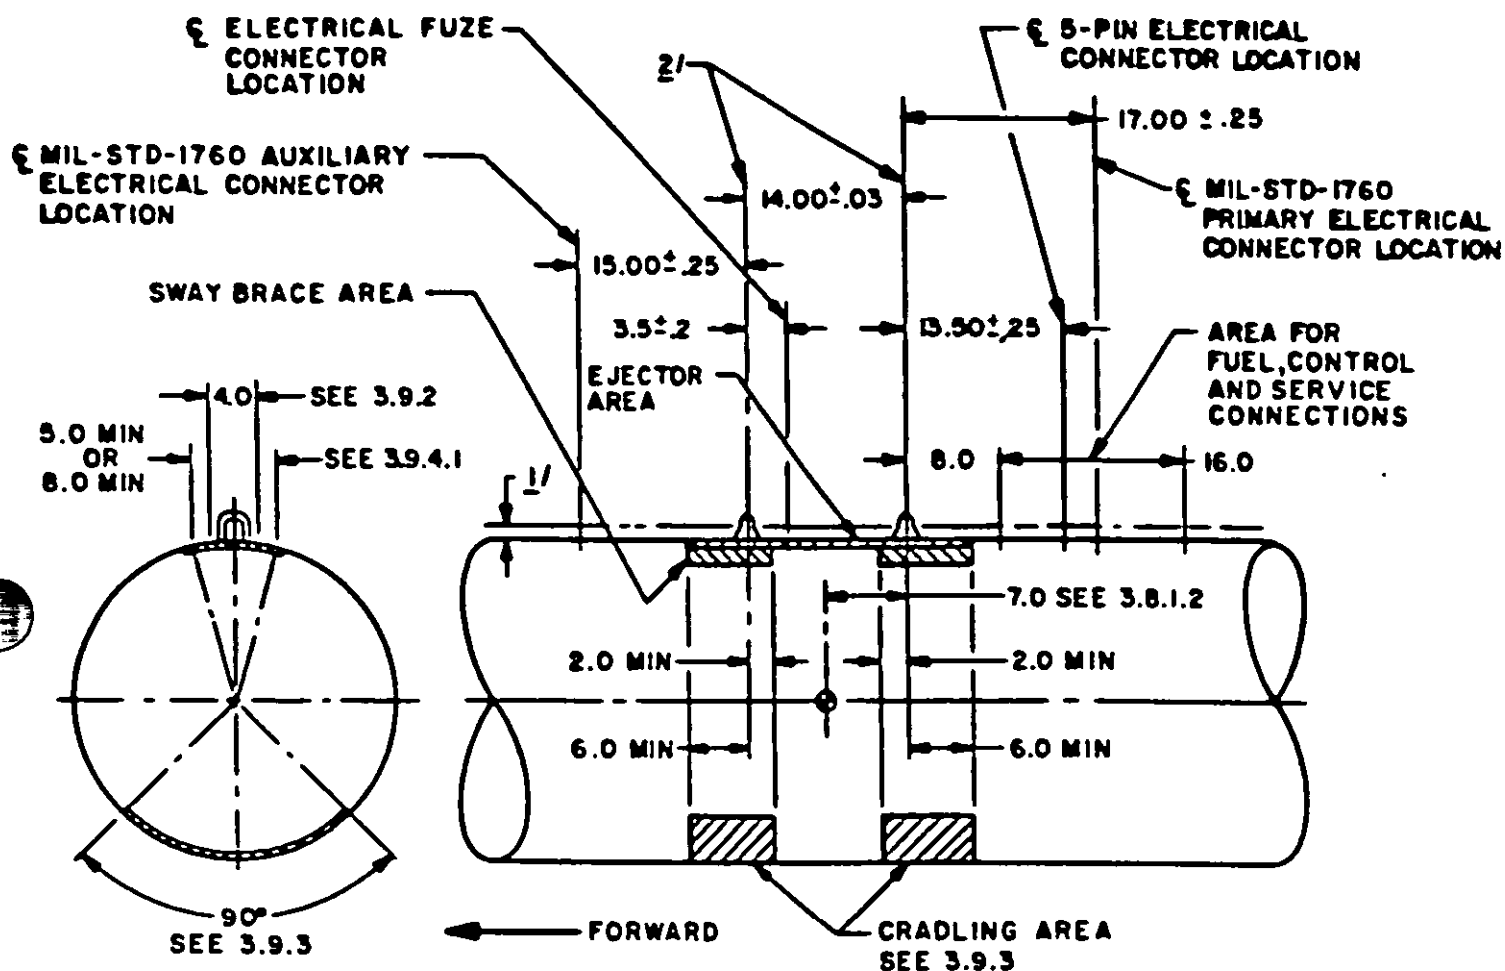 ℄ ELECTRICAL FUZE
CONNECTOR
LOCATION
2/
℄ 5-PIN ELECTRICAL
CONNECTOR LOCATION
17.00 ± .25
℄ MIL-STD-1760 AUXILIARY
ELECTRICAL CONNECTOR
LOCATION
14.00±.03
℄ MIL-STD-1760
PRIMARY ELECTRICAL
CONNECTOR LOCATION
15.00±.25
SWAY BRACE AREA
3.5±.2
13.50±.25
AREA FOR
FUEL,CONTROL
AND SERVICE
CONNECTIONS
EJECTOR
AREA
4.0
SEE 3.9.2
5.0 MIN
OR
8.0 MIN
SEE 3.9.4.1
1/
8.0
16.0
7.0 SEE 3.8.1.2
2.0 MIN
2.0 MIN
6.0 MIN
6.0 MIN
90°
SEE 3.9.3
FORWARD
CRADLING AREA
SEE 3.9.3